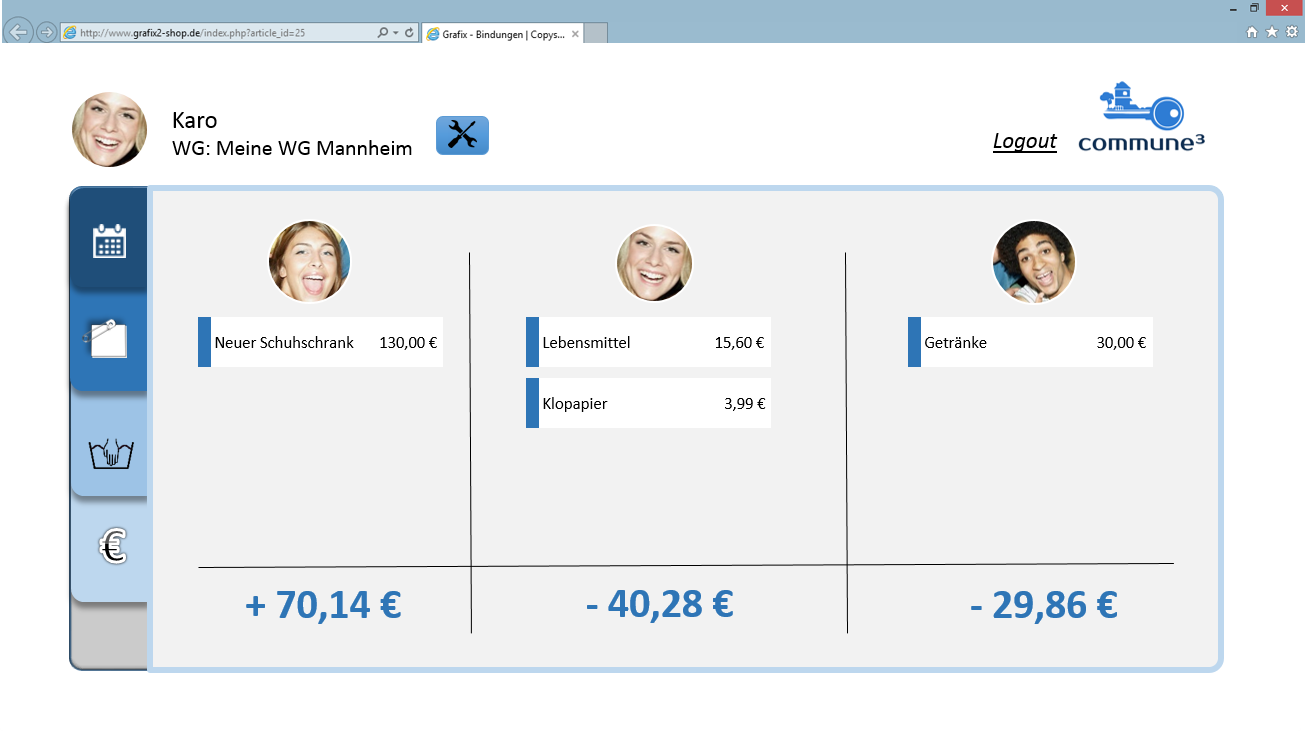 http://www.grafix2-shop.de/index.php?article_id=25
Grafix - Bindungen | Copys...
Karo
WG: Meine WG Mannheim
Logout
commune³
Neuer Schuhschrank 130,00 €
Lebensmittel 15,60 €
Getränke 30,00 €
Klopapier 3,99 €
+ 70,14 €
- 40,28 €
- 29,86 €